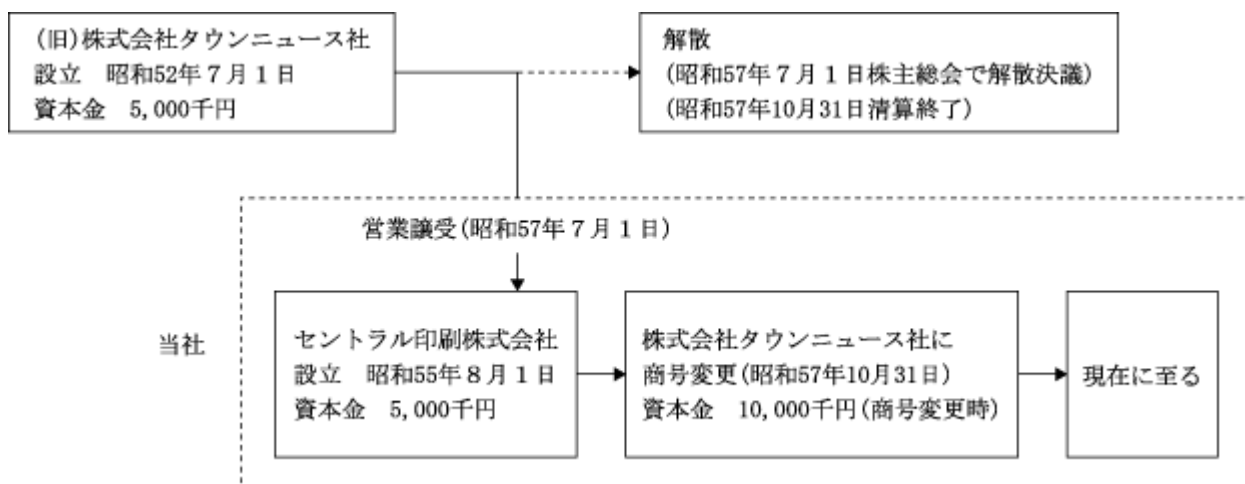 (旧)株式会社タウンニュース社
設立　昭和52年７月１日
資本金　5,000千円
解散
(昭和57年７月１日株主総会で解散決議)
(昭和57年10月31日清算終了)
営業譲受(昭和57年７月１日)
当社
セントラル印刷株式会社
設立　昭和55年８月１日
資本金　5,000千円
株式会社タウンニュース社に
商号変更(昭和57年10月31日)
資本金　10,000千円(商号変更時)
現在に至る